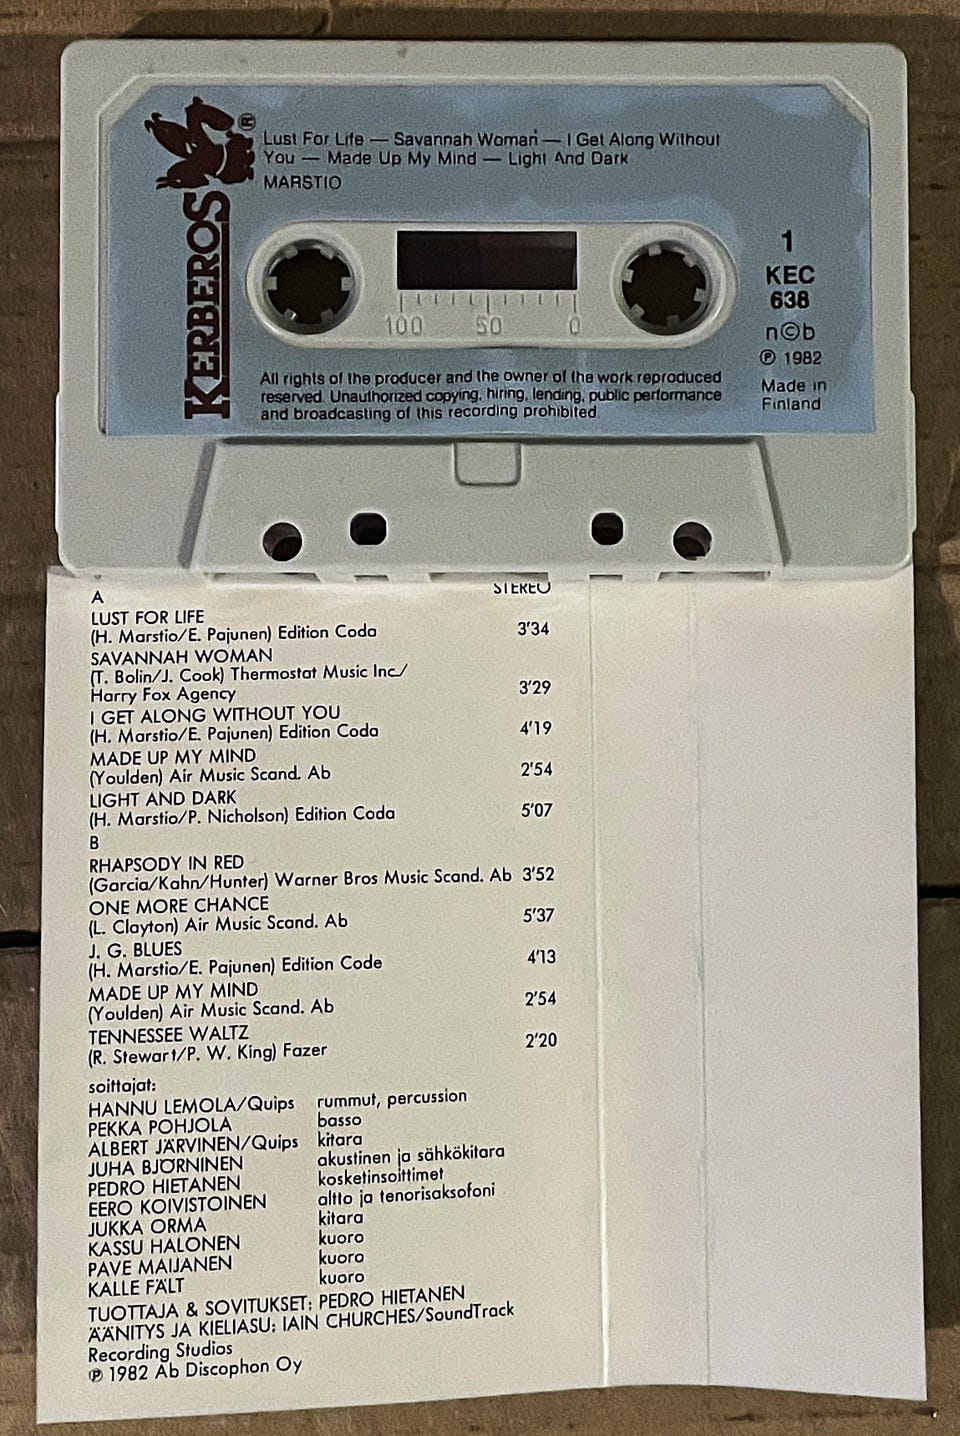 KERBEROS ®
Lust For Life — Savannah Woman — I Get Along Without
You — Made Up My Mind — Light And Dark
MARSTIO
1
KEC
638
n©b
℗ 1982
Made in
Finland
100 50 0
All rights of the producer and the owner of the work reproduced
reserved. Unauthorized copying, hiring, lending, public performance
and broadcasting of this recording prohibited.
STEREO
A
LUST FOR LIFE
(H. Marstio/E. Pajunen) Edition Coda 3'34
SAVANNAH WOMAN
(T. Bolin/J. Cook) Thermostat Music Inc/
Harry Fox Agency 3'29
I GET ALONG WITHOUT YOU
(H. Marstio/E. Pajunen) Edition Coda 4'19
MADE UP MY MIND
(Youlden) Air Music Scand. Ab 2'54
LIGHT AND DARK
(H. Marstio/P. Nicholson) Edition Coda 5'07
B
RHAPSODY IN RED
(Garcia/Kahn/Hunter) Warner Bros Music Scand. Ab 3'52
ONE MORE CHANCE
(L. Clayton) Air Music Scand. Ab 5'37
J. G. BLUES
(H. Marstio/E. Pajunen) Edition Code 4'13
MADE UP MY MIND
(Youlden) Air Music Scand. Ab 2'54
TENNESSEE WALTZ
(R. Stewart/P. W. King) Fazer 2'20
soittajat:
HANNU LEMOLA/Quips rummut, percussion
PEKKA POHJOLA basso
ALBERT JÄRVINEN/Quips kitara
JUHA BJÖRNINEN akustinen ja sähkökitara
PEDRO HIETANEN kosketinsoittimet
EERO KOIVISTOINEN altto ja tenorisaksofoni
JUKKA ORMA kitara
KASSU HALONEN kuoro
PAVE MAIJANEN kuoro
KALLE FÄLT kuoro
TUOTTAJA & SOVITUKSET: PEDRO HIETANEN
ÄÄNITYS JA KIELIASU: IAIN CHURCHES/SoundTrack
Recording Studios
℗ 1982 Ab Discophon Oy